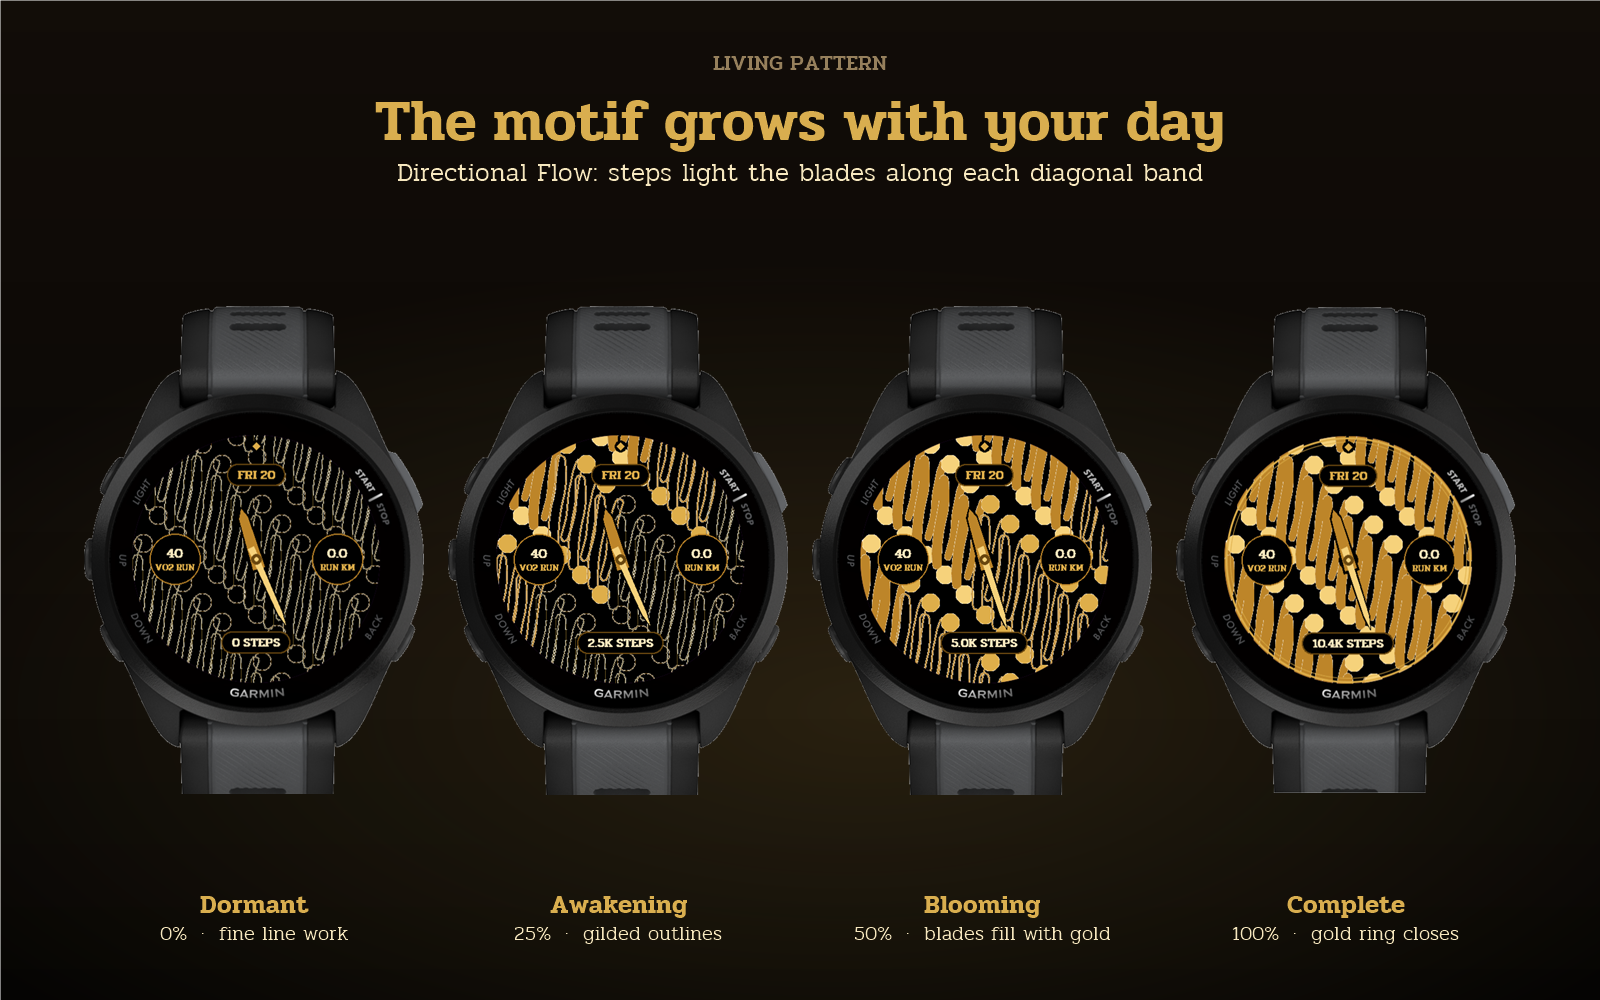 LIVING PATTERN
The motif grows with your day
Directional Flow: steps light the blades along each diagonal band
LIGHT
START
STOP
UP
DOWN
BACK
FRI 20
40
VO2 RUN
0.0
RUN KM
0 STEPS
GARMIN
LIGHT
START
STOP
UP
DOWN
BACK
FRI 20
40
VO2 RUN
0.0
RUN KM
2.5K STEPS
GARMIN
LIGHT
START
STOP
UP
DOWN
BACK
FRI 20
40
VO2 RUN
0.0
RUN KM
5.0K STEPS
GARMIN
LIGHT
START
STOP
UP
DOWN
BACK
FRI 20
40
VO2 RUN
0.0
RUN KM
10.4K STEPS
GARMIN
Dormant
0% · fine line work
Awakening
25% · gilded outlines
Blooming
50% · blades fill with gold
Complete
100% · gold ring closes